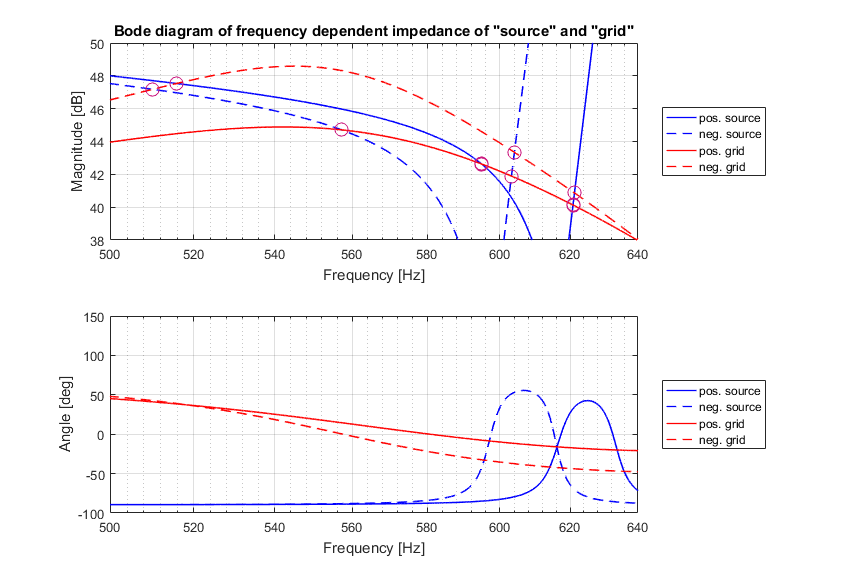 Bode diagram of frequency dependent impedance of "source" and "grid"
50
48
46
44
42
40
38
Magnitude [dB]
500
520
540
560
580
600
620
640
Frequency [Hz]
pos. source
neg. source
pos. grid
neg. grid
150
100
50
0
-50
-100
Angle [deg]
500
520
540
560
580
600
620
640
Frequency [Hz]
pos. source
neg. source
pos. grid
neg. grid